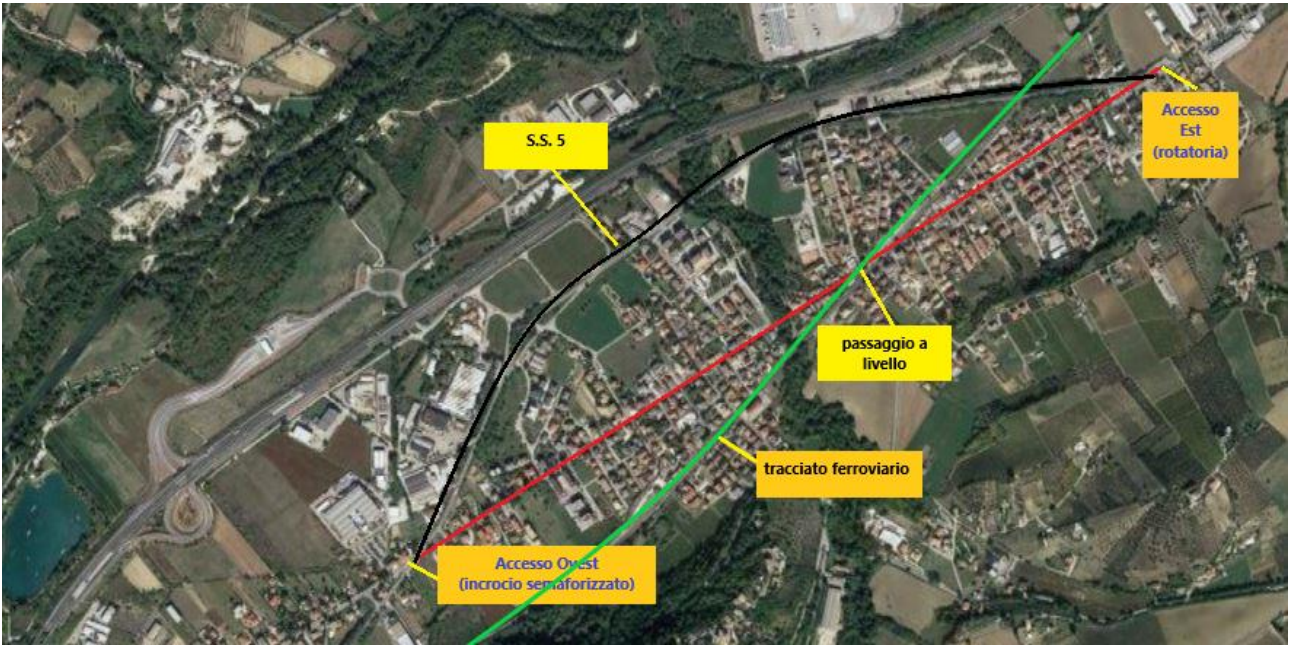 S.S. 5
Accesso
Est
(rotatoria)
passaggio a
livello
tracciato ferroviario
Accesso Ovest
(incrocio semaforizzato)